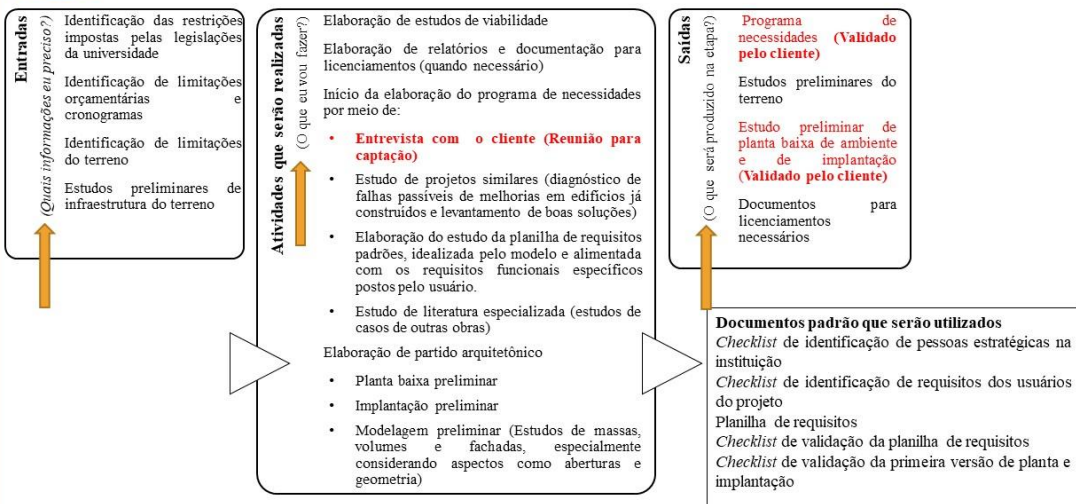 Entradas
(Quais informações eu preciso?)
Identificação das restrições
impostas pelas legislações
da universidade
Identificação de limitações
orçamentárias e
cronogramas
Identificação de limitações
do terreno
Estudos preliminares de
infraestrutura do terreno
Atividades que serão realizadas
(O que eu vou fazer?)
Elaboração de estudos de viabilidade
Elaboração de relatórios e documentação para
licenciamentos (quando necessário)
Início da elaboração do programa de necessidades
por meio de:
• Entrevista com o cliente (Reunião para
captação)
• Estudo de projetos similares (diagnóstico de
falhas passíveis de melhorias em edifícios já
construídos e levantamento de boas soluções)
• Elaboração do estudo da planilha de requisitos
padrões, idealizada pelo modelo e alimentada
com os requisitos funcionais específicos
postos pelo usuário.
• Estudo de literatura especializada (estudos de
casos de outras obras)
Elaboração de partido arquitetônico
• Planta baixa preliminar
• Implantação preliminar
• Modelagem preliminar (Estudos de massas,
volumes e fachadas, especialmente
considerando aspectos como aberturas e
geometria)
Saídas
(O que será produzido na etapa?)
Programa de
necessidades (Validado
pelo cliente)
Estudos preliminares do
terreno
Estudo preliminar de
planta baixa de ambiente
e de implantação
(Validado pelo cliente)
Documentos para
licenciamentos
necessários
Documentos padrão que serão utilizados
Checklist de identificação de pessoas estratégicas na
instituição
Checklist de identificação de requisitos dos usuários
do projeto
Planilha de requisitos
Checklist de validação da planilha de requisitos
Checklist de validação da primeira versão de planta e
implantação